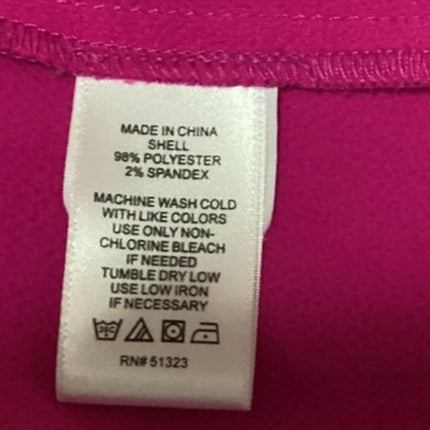 MADE IN CHINA
SHELL
98% POLYESTER
2% SPANDEX
MACHINE WASH COLD
WITH LIKE COLORS
USE ONLY NON-
CHLORINE BLEACH
IF NEEDED
TUMBLE DRY LOW
USE LOW IRON
IF NECESSARY
RN# 51323